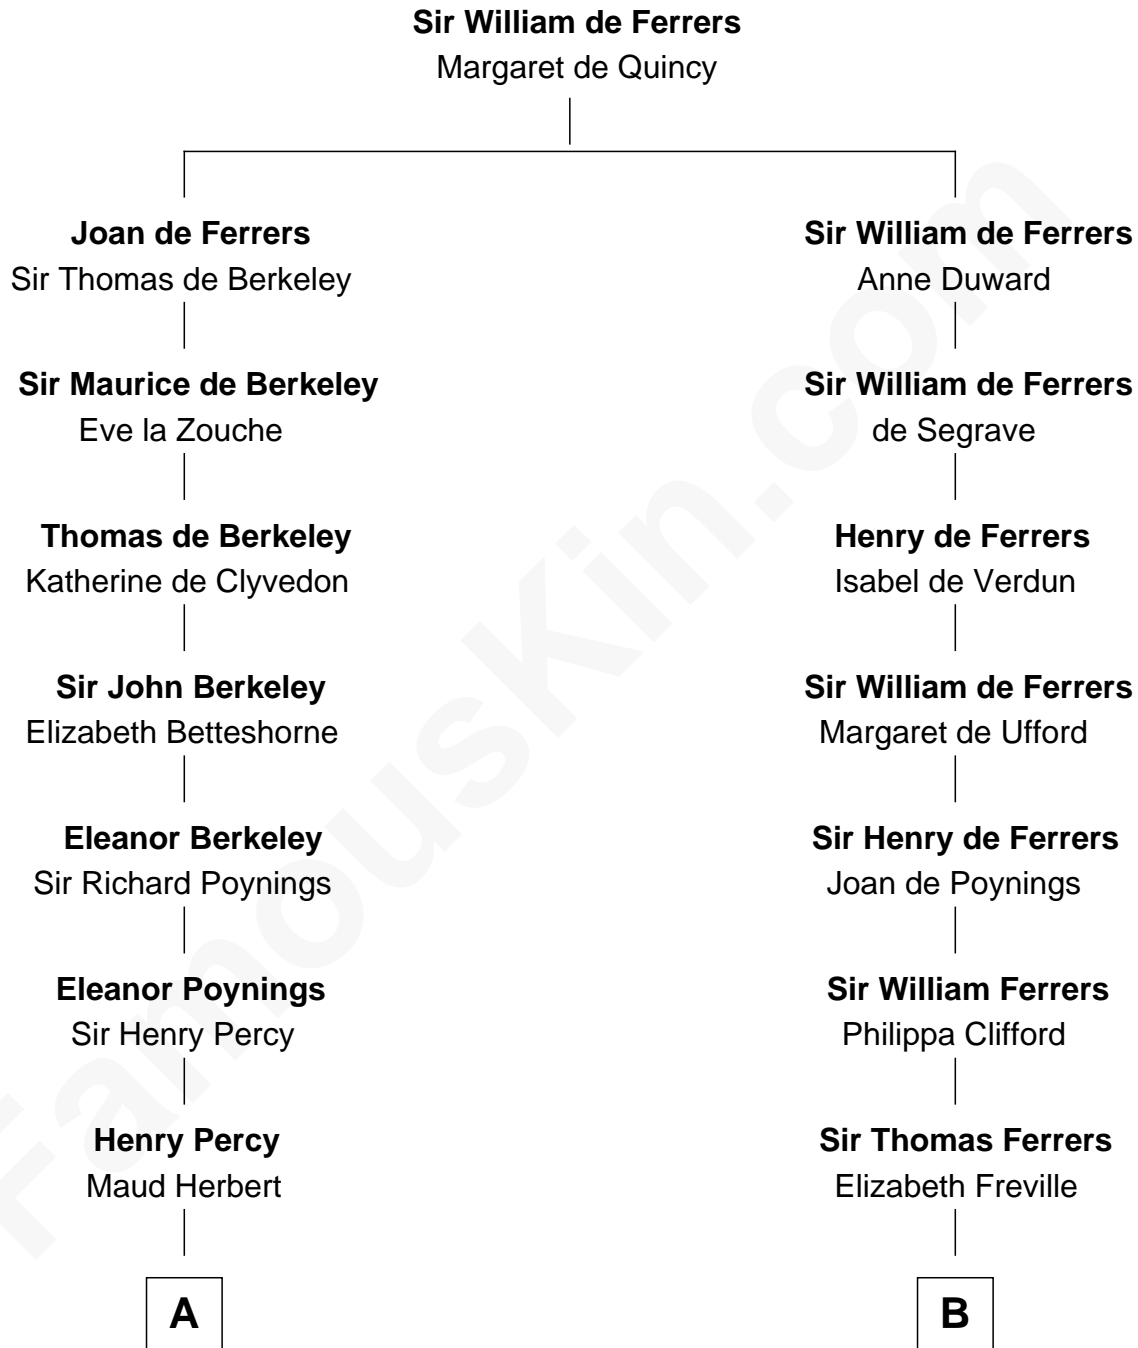 Sir William de Ferrers
Margaret de Quincy
Joan de Ferrers
Sir Thomas de Berkeley
Sir William de Ferrers
Anne Duward
Sir Maurice de Berkeley
Eve la Zouche
Sir William de Ferrers
de Segrave
Thomas de Berkeley
Katherine de Clyvedon
Henry de Ferrers
Isabel de Verdun
Sir John Berkeley
Elizabeth Betteshorne
Sir William de Ferrers
Margaret de Ufford
Eleanor Berkeley
Sir Richard Poynings
Sir Henry de Ferrers
Joan de Poynings
Eleanor Poynings
Sir Henry Percy
Sir William Ferrers
Philippa Clifford
Henry Percy
Maud Herbert
Sir Thomas Ferrers
Elizabeth Freville
A
B
FamousKin.com